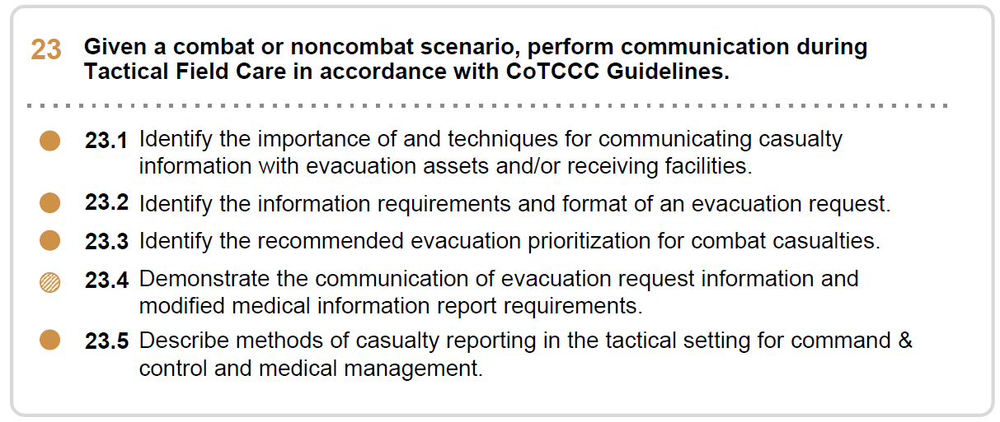 23 Given a combat or noncombat scenario, perform communication during
Tactical Field Care in accordance with CoTCCC Guidelines.
23.1 Identify the importance of and techniques for communicating casualty
information with evacuation assets and/or receiving facilities.
23.2 Identify the information requirements and format of an evacuation request.
23.3 Identify the recommended evacuation prioritization for combat casualties.
23.4 Demonstrate the communication of evacuation request information and
modified medical information report requirements.
23.5 Describe methods of casualty reporting in the tactical setting for command &
control and medical management.